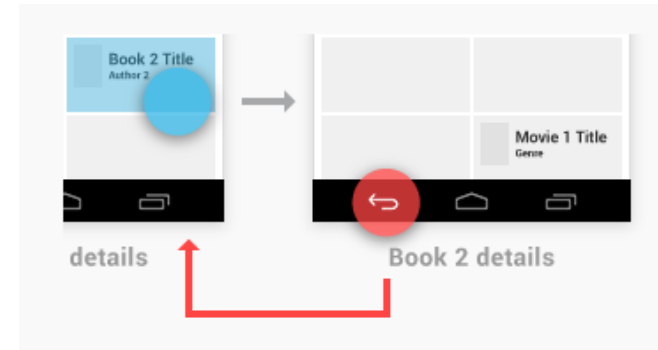 Book 2 Title
Author 2
Movie 1 Title
Genre
details
Book 2 details